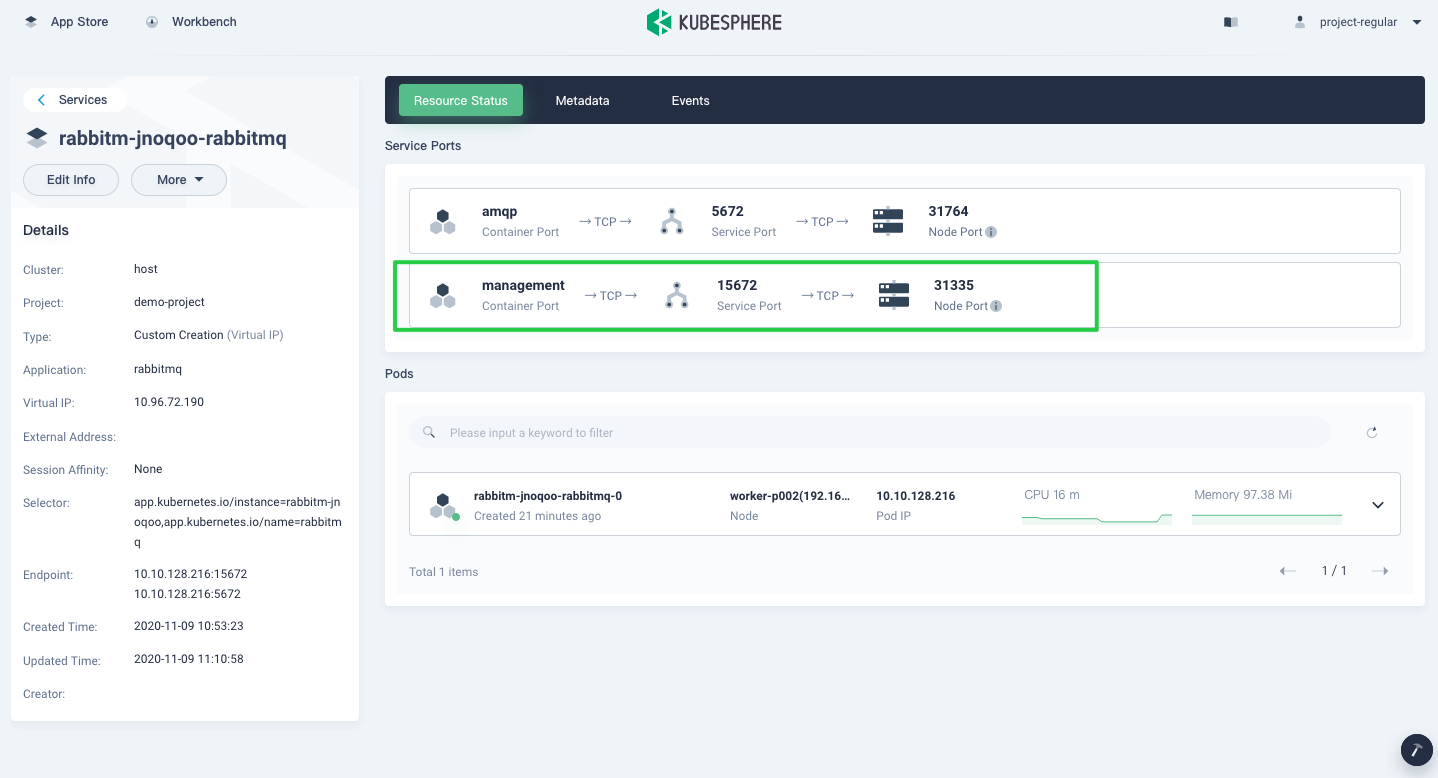 App Store
Workbench
KUBESPHERE
project-regular
Services
rabbitm-jnoqoo-rabbitmq
Edit Info
More
Details
Cluster: host
Project: demo-project
Type: Custom Creation (Virtual IP)
Application: rabbitmq
Virtual IP: 10.96.72.190
External Address:
Session Affinity: None
Selector: app.kubernetes.io/instance=rabbitm-jn
oqoo,app.kubernetes.io/name=rabbitm
q
Endpoint: 10.10.128.216:15672
10.10.128.216:5672
Created Time: 2020-11-09 10:53:23
Updated Time: 2020-11-09 11:10:58
Creator:
Resource Status
Metadata
Events
Service Ports
amqp
Container Port
→ TCP →
5672
Service Port
→ TCP →
31764
Node Port
management
Container Port
→ TCP →
15672
Service Port
→ TCP →
31335
Node Port
Pods
Please input a keyword to filter
rabbitm-jnoqoo-rabbitmq-0
Created 21 minutes ago
worker-p002(192.16...
Node
10.10.128.216
Pod IP
CPU 16 m
Memory 97.38 Mi
Total 1 items
1 / 1